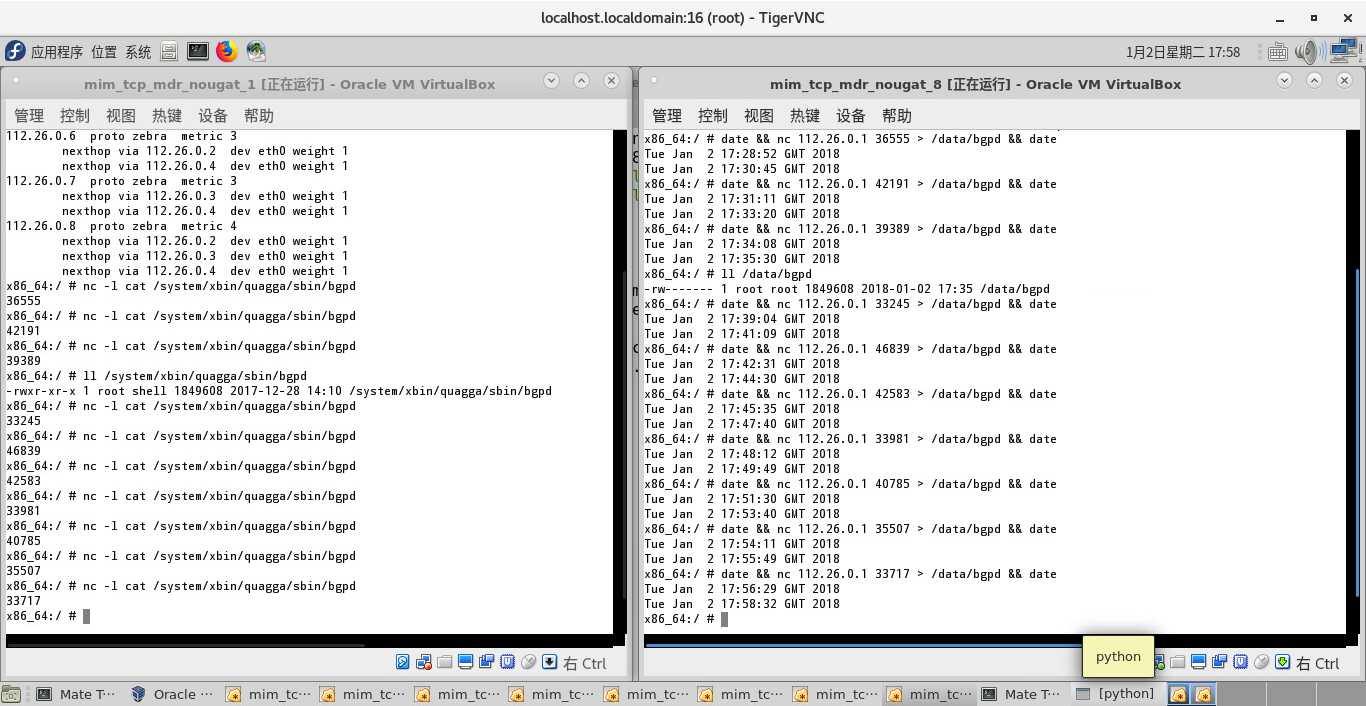 localhost.localdomain:16 (root) - TigerVNC
应用程序 位置 系统
1月2日星期二 17:58
mim_tcp_mdr_nougat_1 [正在运行] - Oracle VM VirtualBox
管理 控制 视图 热键 设备 帮助
112.26.0.6  proto zebra  metric 3
        nexthop via 112.26.0.2  dev eth0 weight 1
        nexthop via 112.26.0.4  dev eth0 weight 1
112.26.0.7  proto zebra  metric 3
        nexthop via 112.26.0.3  dev eth0 weight 1
        nexthop via 112.26.0.4  dev eth0 weight 1
112.26.0.8  proto zebra  metric 4
        nexthop via 112.26.0.2  dev eth0 weight 1
        nexthop via 112.26.0.3  dev eth0 weight 1
        nexthop via 112.26.0.4  dev eth0 weight 1
x86_64:/ # nc -l cat /system/xbin/quagga/sbin/bgpd
36555
x86_64:/ # nc -l cat /system/xbin/quagga/sbin/bgpd
42191
x86_64:/ # nc -l cat /system/xbin/quagga/sbin/bgpd
39389
x86_64:/ # ll /system/xbin/quagga/sbin/bgpd
-rwxr-xr-x 1 root shell 1849608 2017-12-28 14:10 /system/xbin/quagga/sbin/bgpd
x86_64:/ # nc -l cat /system/xbin/quagga/sbin/bgpd
33245
x86_64:/ # nc -l cat /system/xbin/quagga/sbin/bgpd
46839
x86_64:/ # nc -l cat /system/xbin/quagga/sbin/bgpd
42583
x86_64:/ # nc -l cat /system/xbin/quagga/sbin/bgpd
33981
x86_64:/ # nc -l cat /system/xbin/quagga/sbin/bgpd
40785
x86_64:/ # nc -l cat /system/xbin/quagga/sbin/bgpd
35507
x86_64:/ # nc -l cat /system/xbin/quagga/sbin/bgpd
33717
x86_64:/ #
右 Ctrl
mim_tcp_mdr_nougat_8 [正在运行] - Oracle VM VirtualBox
管理 控制 视图 热键 设备 帮助
x86_64:/ # date && nc 112.26.0.1 36555 > /data/bgpd && date
Tue Jan  2 17:28:52 GMT 2018
Tue Jan  2 17:30:45 GMT 2018
x86_64:/ # date && nc 112.26.0.1 42191 > /data/bgpd && date
Tue Jan  2 17:31:11 GMT 2018
Tue Jan  2 17:33:20 GMT 2018
x86_64:/ # date && nc 112.26.0.1 39389 > /data/bgpd && date
Tue Jan  2 17:34:08 GMT 2018
Tue Jan  2 17:35:30 GMT 2018
x86_64:/ # ll /data/bgpd
-rw------- 1 root root 1849608 2018-01-02 17:35 /data/bgpd
x86_64:/ # date && nc 112.26.0.1 33245 > /data/bgpd && date
Tue Jan  2 17:39:04 GMT 2018
Tue Jan  2 17:41:09 GMT 2018
x86_64:/ # date && nc 112.26.0.1 46839 > /data/bgpd && date
Tue Jan  2 17:42:31 GMT 2018
Tue Jan  2 17:44:30 GMT 2018
x86_64:/ # date && nc 112.26.0.1 42583 > /data/bgpd && date
Tue Jan  2 17:45:35 GMT 2018
Tue Jan  2 17:47:40 GMT 2018
x86_64:/ # date && nc 112.26.0.1 33981 > /data/bgpd && date
Tue Jan  2 17:48:12 GMT 2018
Tue Jan  2 17:49:49 GMT 2018
x86_64:/ # date && nc 112.26.0.1 40785 > /data/bgpd && date
Tue Jan  2 17:51:30 GMT 2018
Tue Jan  2 17:53:40 GMT 2018
x86_64:/ # date && nc 112.26.0.1 35507 > /data/bgpd && date
Tue Jan  2 17:54:11 GMT 2018
Tue Jan  2 17:55:49 GMT 2018
x86_64:/ # date && nc 112.26.0.1 33717 > /data/bgpd && date
Tue Jan  2 17:56:29 GMT 2018
Tue Jan  2 17:58:32 GMT 2018
x86_64:/ #
python
右 Ctrl
Mate T··· Oracle ··· mim_tc··· mim_tc··· mim_tc··· mim_tc··· mim_tc··· mim_tc··· mim_tc··· mim_tc··· Mate T··· [python]